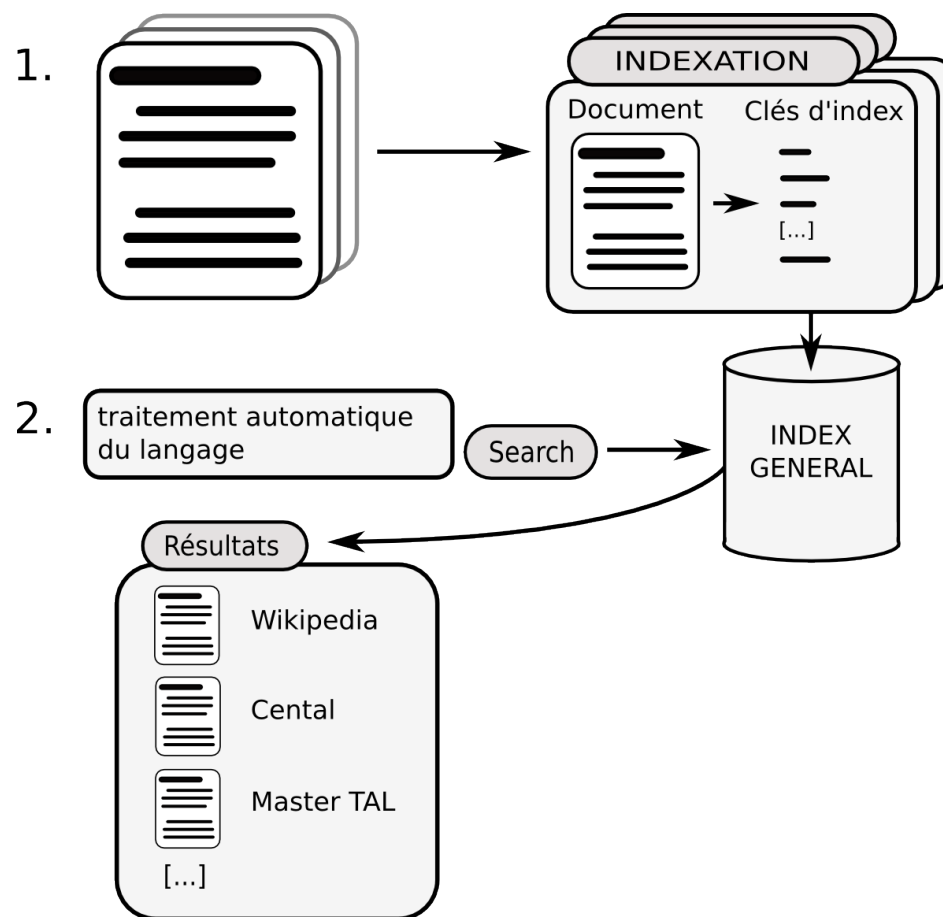 1.
INDEXATION
Document
Clés d'index
[...]
2.
traitement automatique
du langage
Search
INDEX
GENERAL
Résultats
Wikipedia
Cental
Master TAL
[...]